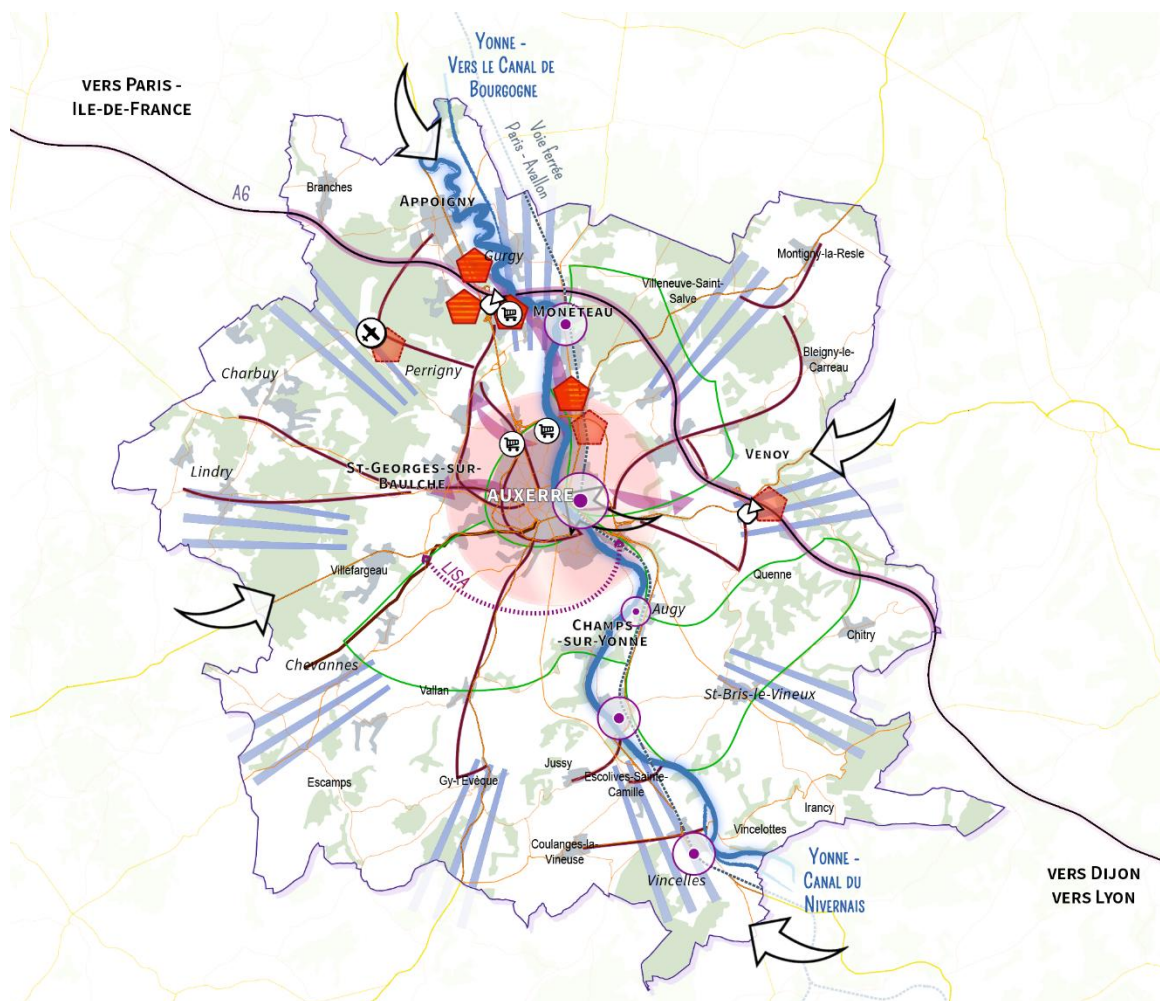 YONNE -
VERS LE CANAL DE
BOURGOGNE
VERS PARIS -
ILE-DE-FRANCE
Voie ferrée
Paris - Avallon
A6
Branches
APPOIGNY
Gurgy
Montigny-la-Resle
Villeneuve-Saint-
Salve
MONÉTEAU
Bleigny-le-
Carreau
Perrigny
Charbuy
VENOY
Lindry
ST-GEORGES-SUR-
BAULCHE
AUXERRE
Villefargeau
LISA
Quenne
Augy
CHAMPS
-SUR-YONNE
Chitry
Chevannes
Vallan
St-Bris-le-Vineux
Jussy
Escamps
Gy-l'Evêque
Escolives-Sainte-
Camille
Irancy
Vincelottes
Coulanges-la-
Vineuse
Vincelles
YONNE -
CANAL DU
NIVERNAIS
VERS DIJON
VERS LYON